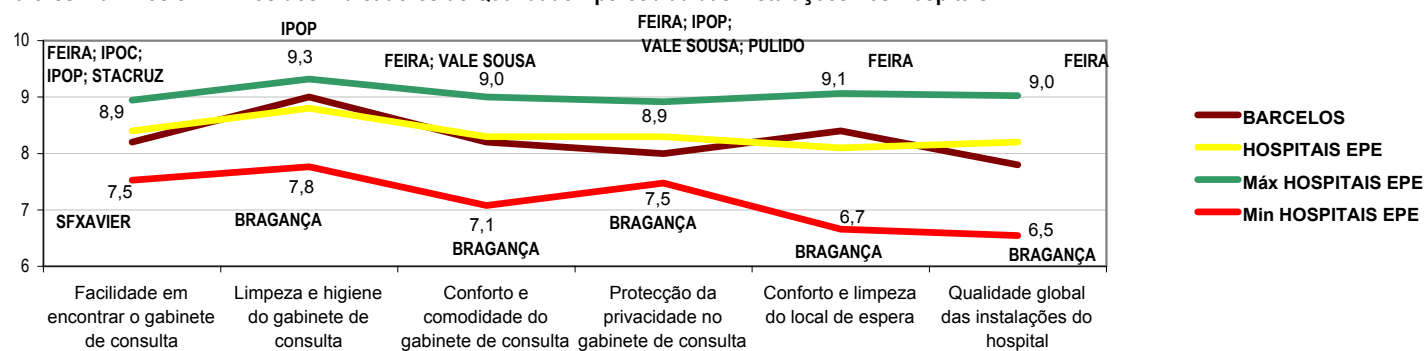 10
9
8
7
6
FEIRA; IPOC;
IPOP; STACRUZ
8,9
IPOP
9,3
FEIRA; VALE SOUSA
9,0
FEIRA; IPOP;
VALE SOUSA; PULIDO
8,9
FEIRA
9,1
FEIRA
9,0
7,5
SFXAVIER
7,8
BRAGANÇA
7,1
BRAGANÇA
7,5
BRAGANÇA
6,7
BRAGANÇA
6,5
BRAGANÇA
Facilidade em
encontrar o gabinete
de consulta
Limpeza e higiene
do gabinete de
consulta
Conforto e
comodidade do
gabinete de consulta
Protecção da
privacidade no
gabinete de consulta
Conforto e limpeza
do local de espera
Qualidade global
das instalações do
hospital
BARCELOS
HOSPITAIS EPE
Máx HOSPITAIS EPE
Min HOSPITAIS EPE